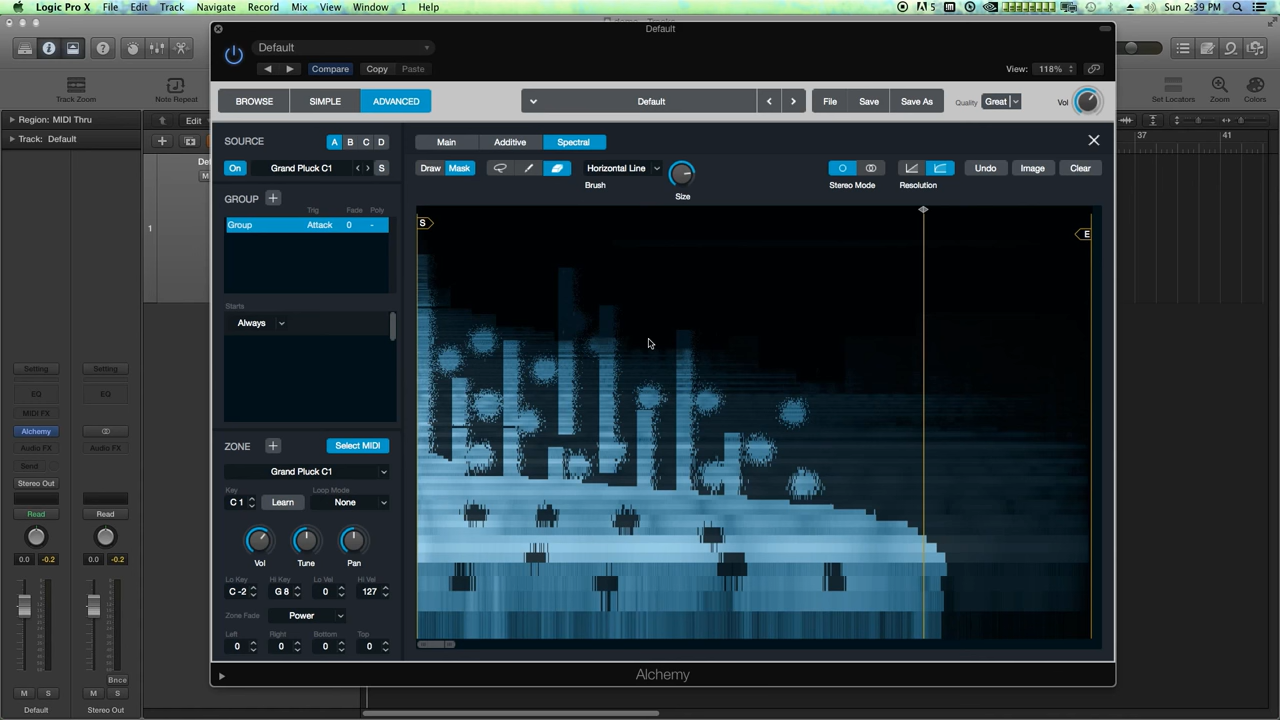 Logic Pro X File Edit Track Navigate Record Mix View Window 1 Help
5 Sun 2:39 PM
Default
Default
Compare Copy Paste
View: 118%
Track Zoom Note Repeat
Set Locators Zoom Colors
BROWSE SIMPLE ADVANCED
Default
File Save Save As Quality Great Vol
Region: MIDI Thru
Edit
Track: Default
37 41
SOURCE A B C D
Main Additive Spectral
On Grand Pluck C1 S
Draw Mask Horizontal Line Undo Image Clear
Brush Size Stereo Mode Resolution
GROUP
Trig Fade Poly
Group Attack 0 -
S
E
1
Starts
Always
Setting Setting
EQ EQ
MIDI FX
Alchemy
Audio FX Audio FX
Send
Stereo Out
Read Read
0.0 -0.2 0.0 -0.2
ZONE Select MIDI
Grand Pluck C1
Key Loop Mode
C 1 Learn None
Vol Tune Pan
Lo Key Hi Key Lo Vel Hi Vel
C -2 G 8 0 127
Zone Fade Power
Left Right Bottom Top
0 0 0 0
Alchemy
Bnce
M S M S
Default Stereo Out